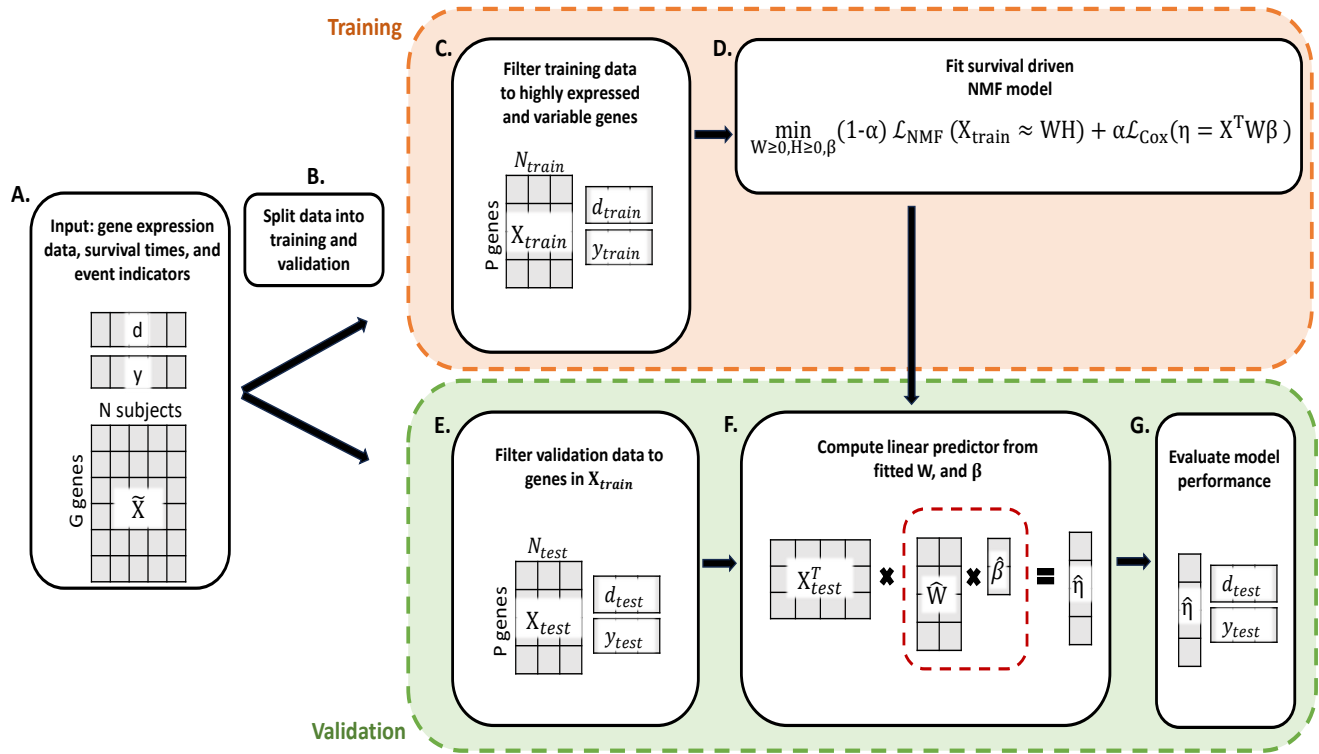 Training
A.
Input: gene expression
data, survival times, and
event indicators
d
y
N subjects
G genes
X̃
B.
Split data into
training and
validation
C.
Filter training data
to highly expressed
and variable genes
N_train
P genes
X_train
d_train
y_train
D.
Fit survival driven
NMF model
min (1-α) ℒ_NMF (X_train ≈ WH) + αℒ_Cox(η = XᵀWβ )
W≥0,H≥0,β
E.
Filter validation data to
genes in X_train
N_test
P genes
X_test
d_test
y_test
F.
Compute linear predictor from
fitted W, and β
X_test^T × Ŵ × β̂ = η̂
G.
Evaluate model
performance
η̂
d_test
y_test
Validation